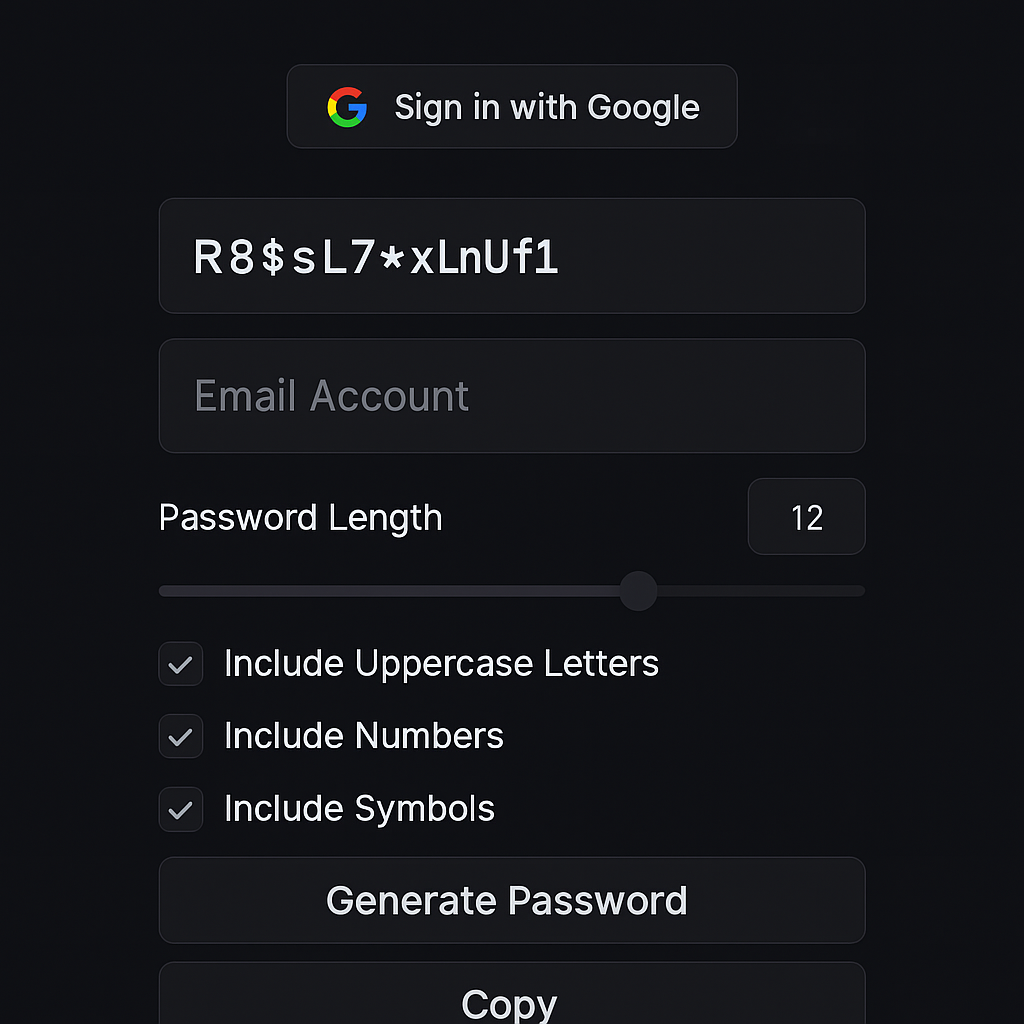 Sign in with Google
R8$sL7*xLnUf1
Email Account
Password Length
12
Include Uppercase Letters
Include Numbers
Include Symbols
Generate Password
Copy